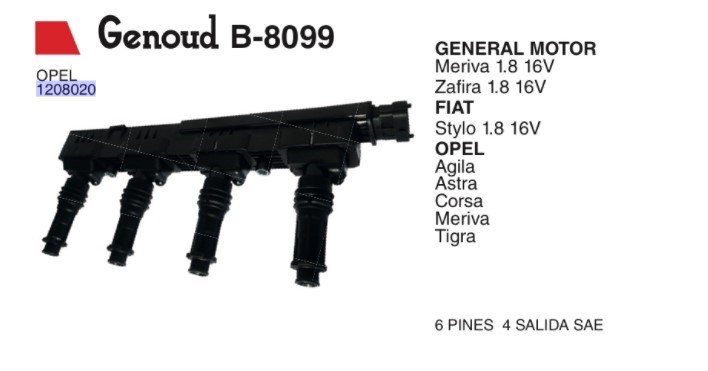 Genoud B-8099
OPEL
1208020
GENERAL MOTOR
Meriva 1.8 16V
Zafira 1.8 16V
FIAT
Stylo 1.8 16V
OPEL
Agila
Astra
Corsa
Meriva
Tigra
6 PINES 4 SALIDA SAE